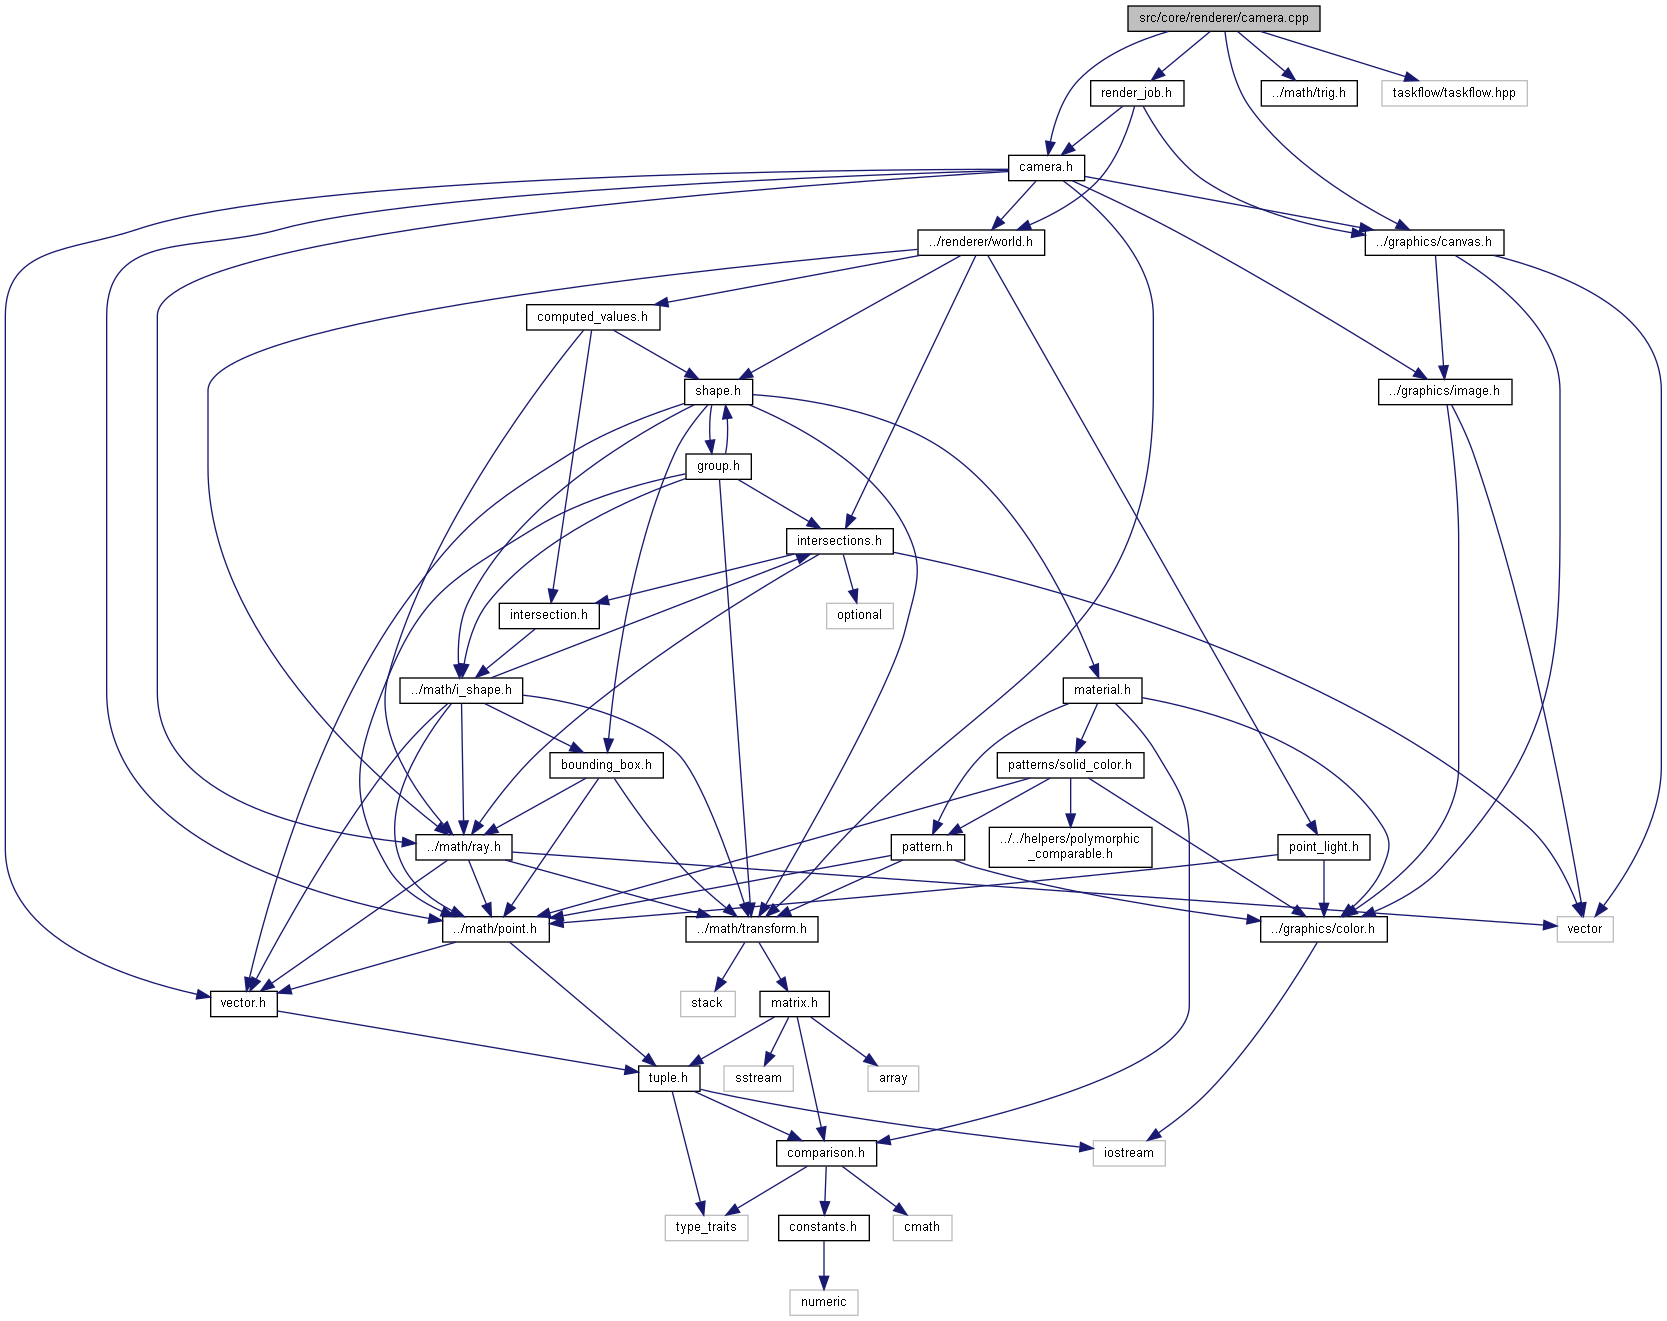 src/core/renderer/camera.cpp
render_job.h
../math/trig.h
taskflow/taskflow.hpp
camera.h
../renderer/world.h
../graphics/canvas.h
computed_values.h
shape.h
../graphics/image.h
group.h
intersections.h
intersection.h
optional
../math/i_shape.h
material.h
bounding_box.h
patterns/solid_color.h
../math/ray.h
pattern.h
../../helpers/polymorphic
_comparable.h
point_light.h
../math/point.h
../math/transform.h
../graphics/color.h
vector
vector.h
stack
matrix.h
tuple.h
sstream
array
comparison.h
iostream
type_traits
constants.h
cmath
numeric